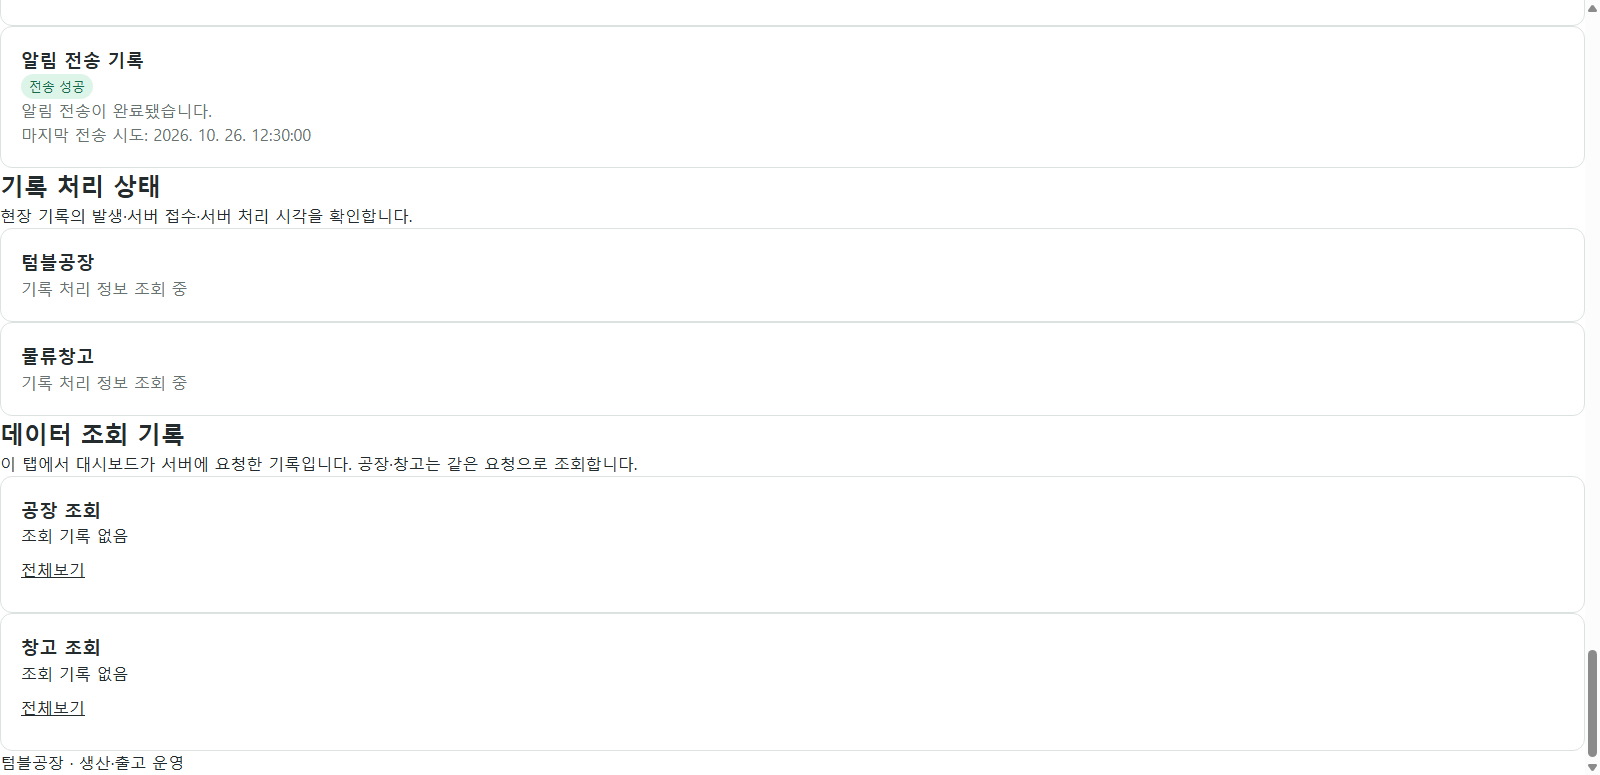 알림 전송 기록
전송 성공
알림 전송이 완료됐습니다.
마지막 전송 시도: 2026. 10. 26. 12:30:00
기록 처리 상태
현장 기록의 발생·서버 접수·서버 처리 시각을 확인합니다.
텀블공장
기록 처리 정보 조회 중
물류창고
기록 처리 정보 조회 중
데이터 조회 기록
이 탭에서 대시보드가 서버에 요청한 기록입니다. 공장·창고는 같은 요청으로 조회합니다.
공장 조회
조회 기록 없음
전체보기
창고 조회
조회 기록 없음
전체보기
텀블공장 · 생산·출고 운영